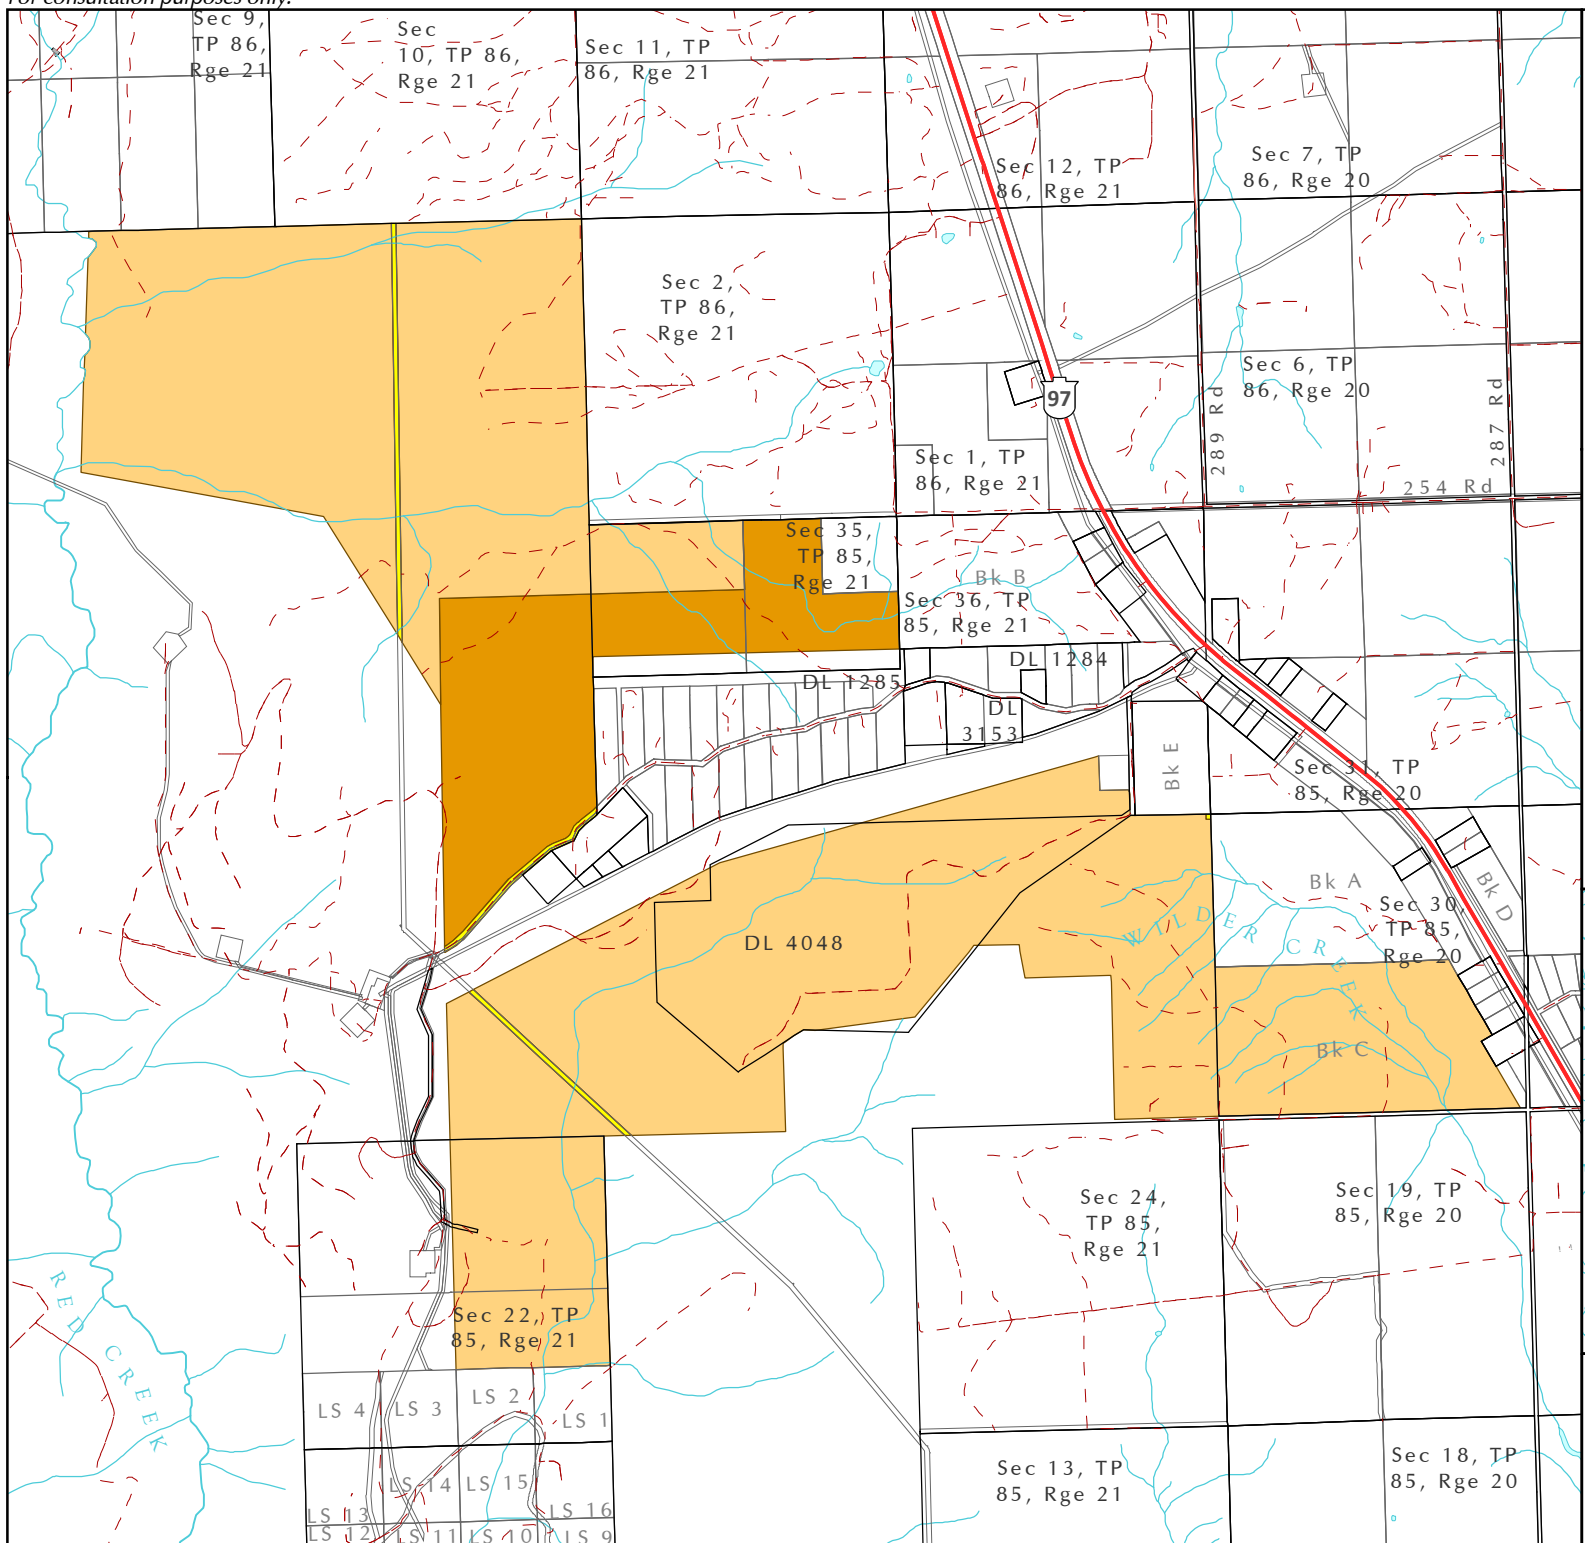 For consultation purposes only.
Sec 9,
TP 86,
Rge 21
Sec
10, TP 86,
Rge 21
Sec 11, TP
86, Rge 21
Sec 12, TP
86, Rge 21
Sec 7, TP
86, Rge 20
Sec 2,
TP 86,
Rge 21
97
Sec 6, TP
86, Rge 20
289 Rd
287 Rd
254 Rd
Sec 1, TP
86, Rge 21
Sec 35,
TP 85,
Rge 21
Bk B
Sec 36, TP
85, Rge 21
DL 1284
DL 1285
DL
3153
Bk E
Sec 31, TP
85, Rge 20
Bk A
Bk D
Sec 30,
TP 85,
Rge 20
WILDER CREEK
DL 4048
Bk C
Sec 24,
TP 85,
Rge 21
Sec 19, TP
85, Rge 20
RED CREEK
Sec 22, TP
85, Rge 21
LS 4
LS 3
LS 2
LS 1
LS 13
LS 14
LS 15
LS 16
LS 12
LS 11
LS 10
LS 9
Sec 13, TP
85, Rge 21
Sec 18, TP
85, Rge 20